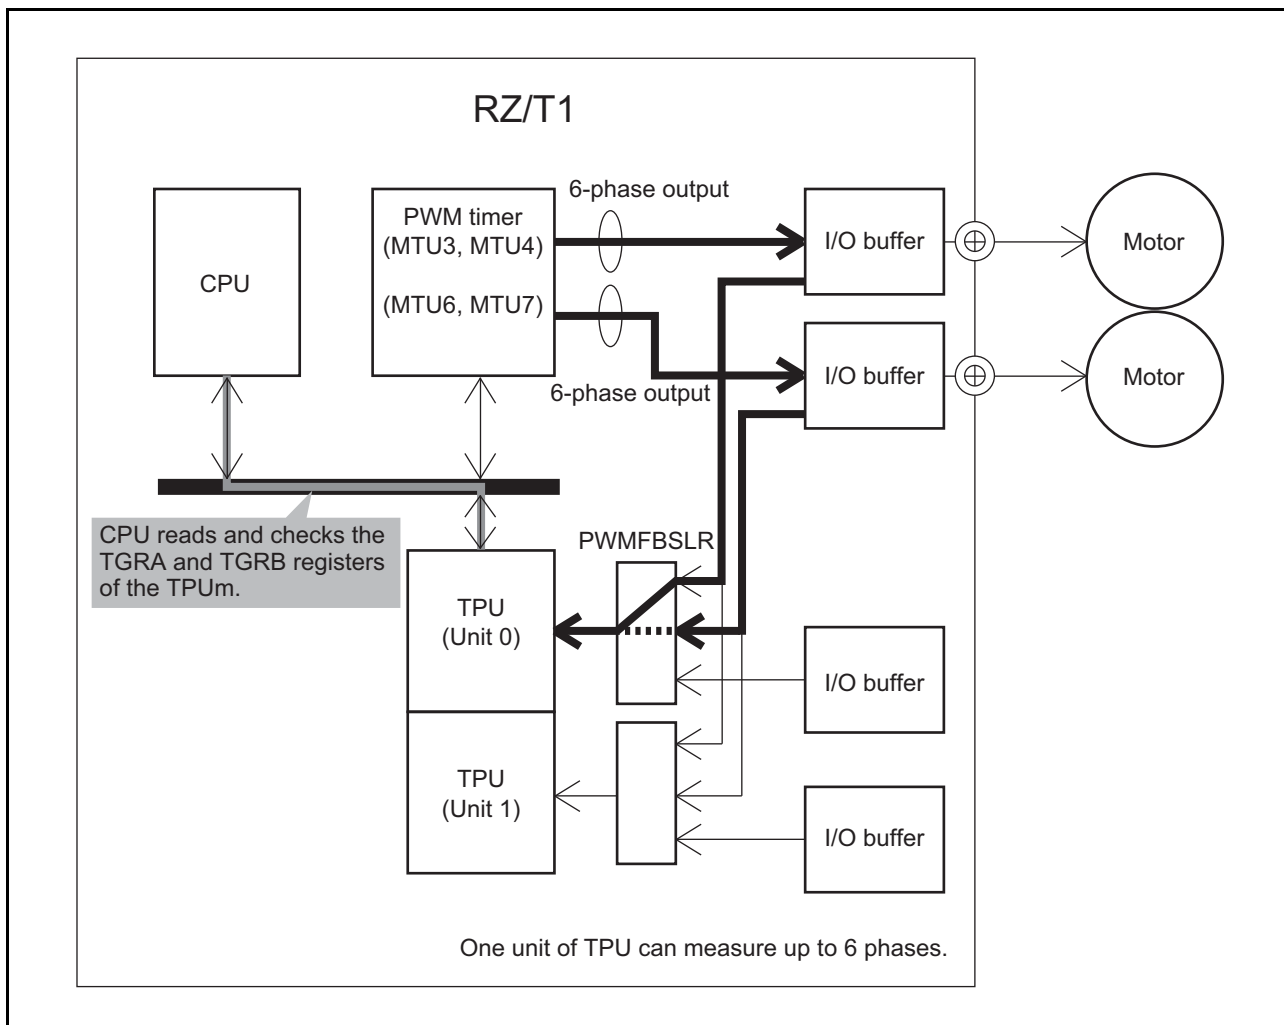 RZ/T1
6-phase output
PWM timer
(MTU3, MTU4)
I/O buffer
Motor
CPU
(MTU6, MTU7)
I/O buffer
Motor
6-phase output
CPU reads and checks the
TGRA and TGRB registers
of the TPUm.
PWMFBSLR
TPU
(Unit 0)
I/O buffer
TPU
(Unit 1)
I/O buffer
One unit of TPU can measure up to 6 phases.